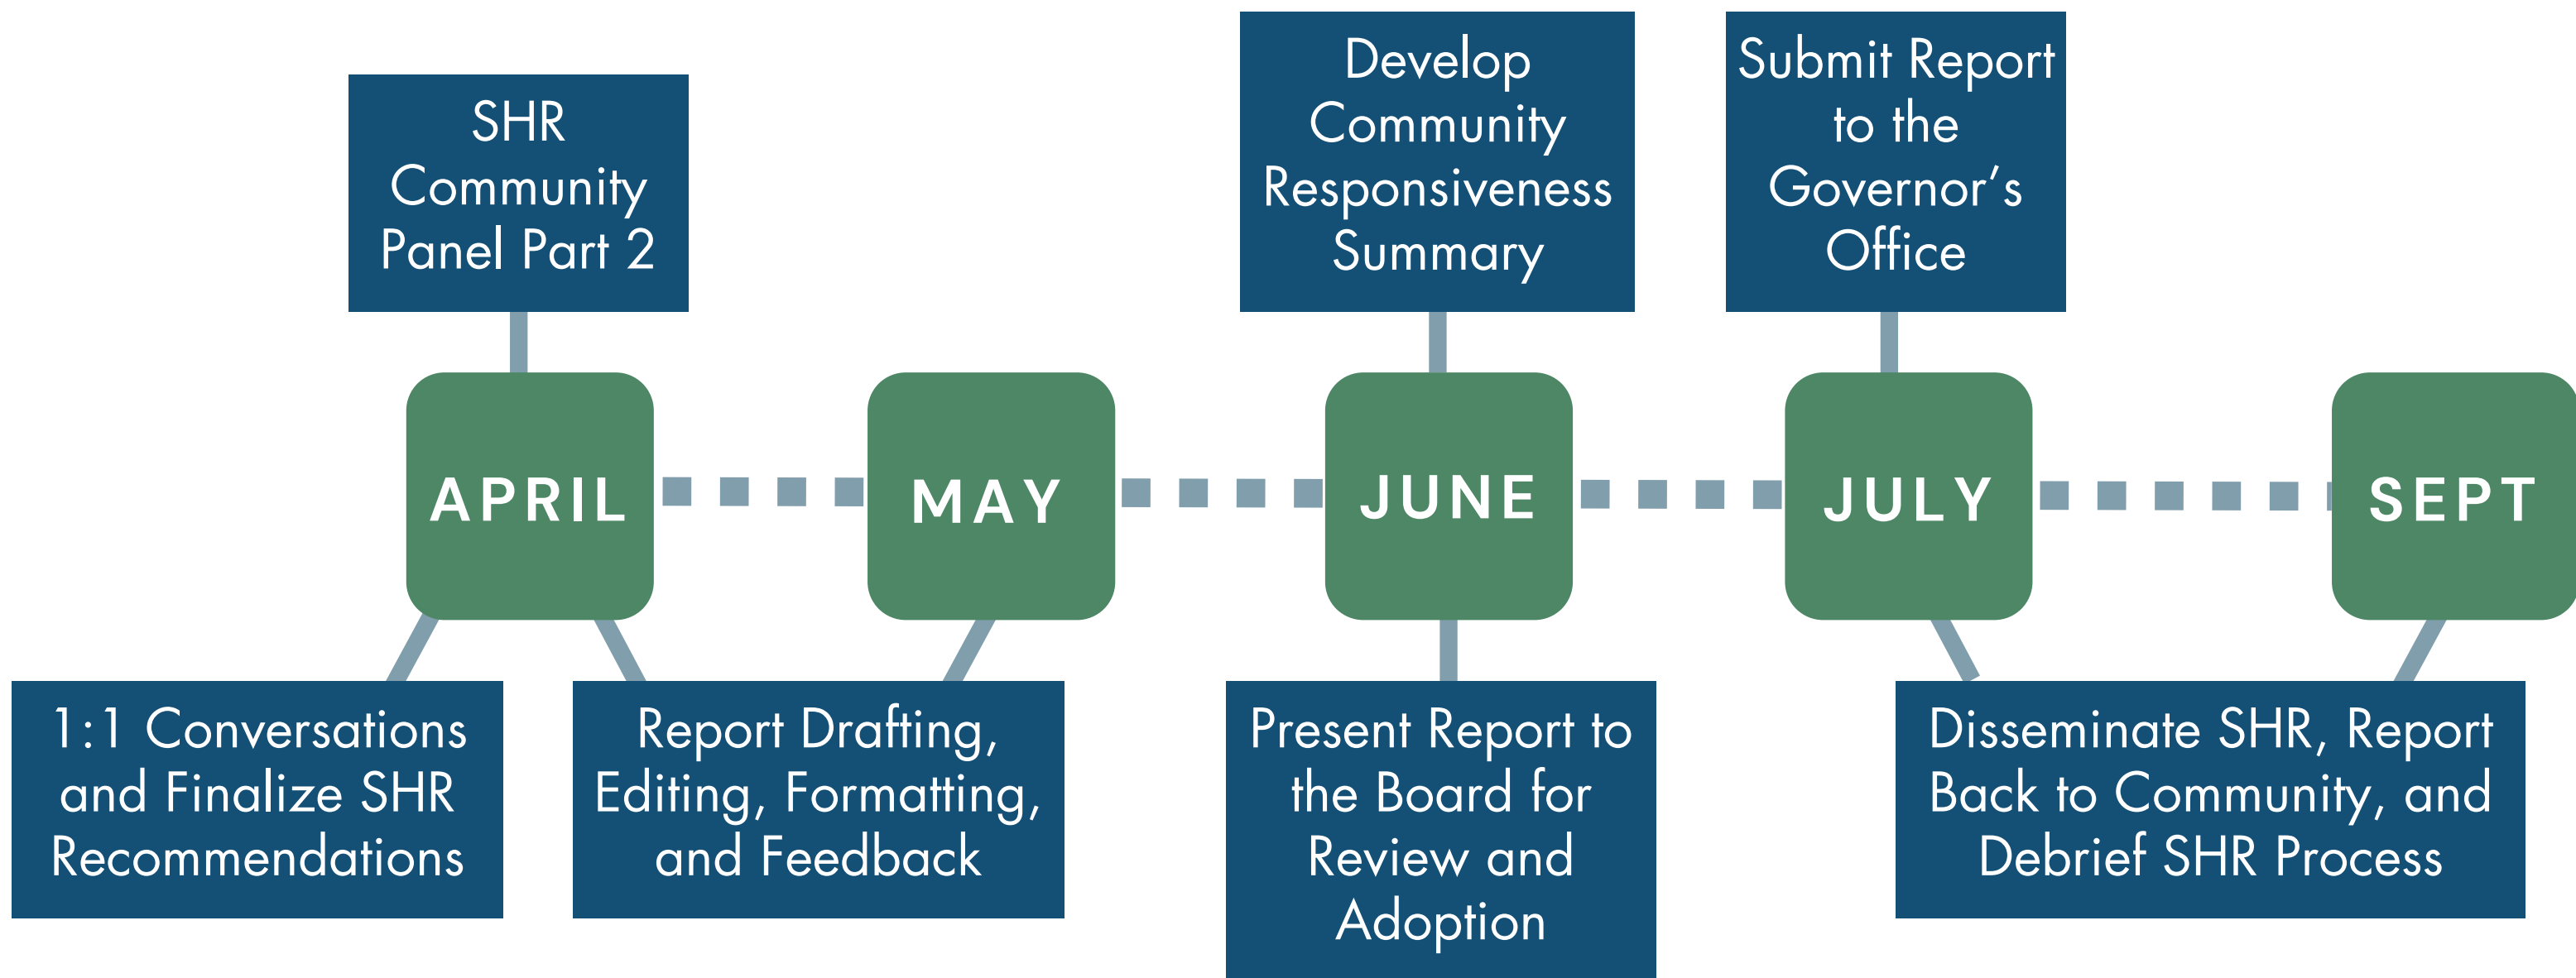 SHR
Community
Panel Part 2
Develop
Community
Responsiveness
Summary
Submit Report
to the
Governor’s
Office
APRIL
MAY
JUNE
JULY
SEPT
1:1 Conversations
and Finalize SHR
Recommendations
Report Drafting,
Editing, Formatting,
and Feedback
Present Report to
the Board for
Review and
Adoption
Disseminate SHR, Report
Back to Community, and
Debrief SHR Process